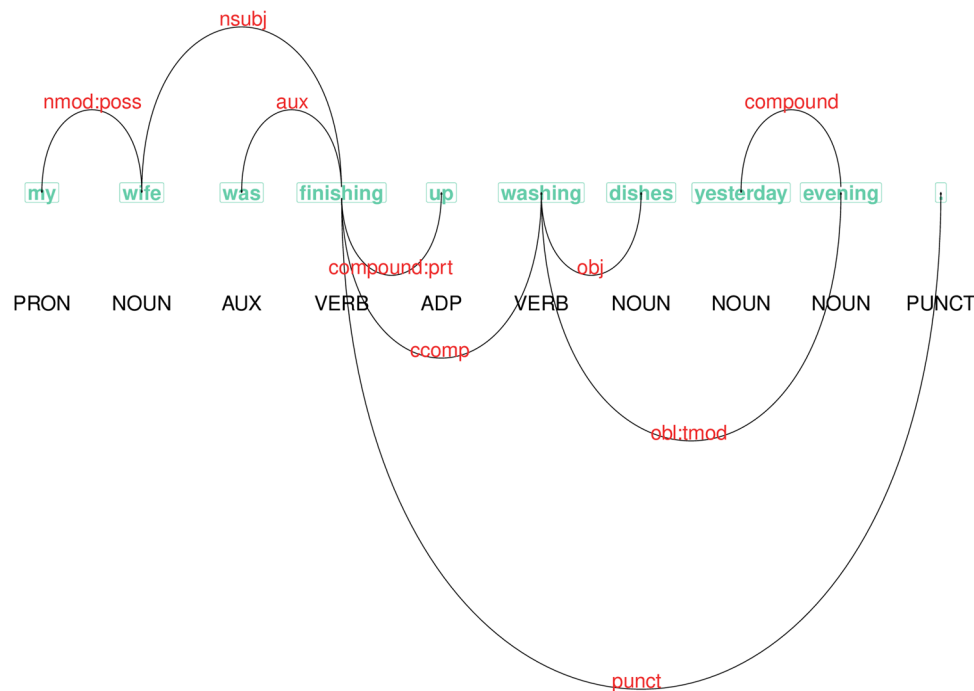 nsubj
nmod:poss aux compound
my wife was finishing up washing dishes yesterday evening .
compound:prt obj
PRON NOUN AUX VERB ADP VERB NOUN NOUN NOUN PUNCT
ccomp
obl:tmod
punct